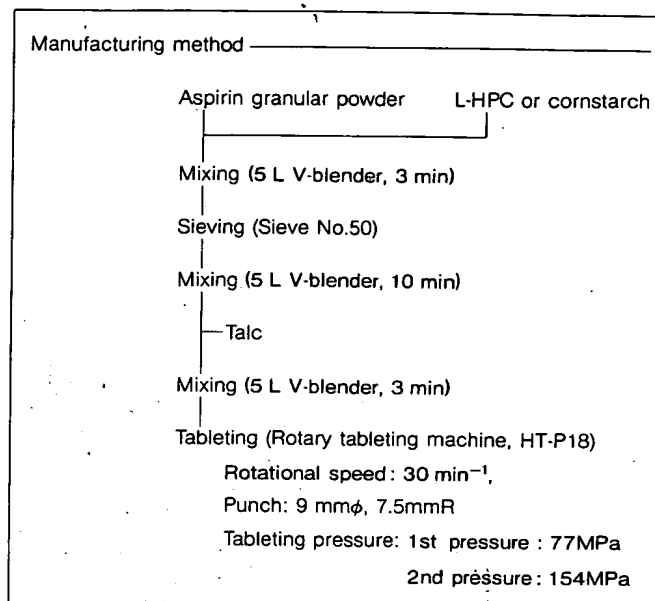 Manufacturing method
Aspirin granular powder L-HPC or cornstarch
Mixing (5 L V-blender, 3 min)
Sieving (Sieve No.50)
Mixing (5 L V-blender, 10 min)
Talc
Mixing (5 L V-blender, 3 min)
Tableting (Rotary tableting machine, HT-P18)
Rotational speed: 30 min⁻¹,
Punch: 9 mmϕ, 7.5mmR
Tableting pressure: 1st pressure : 77MPa
2nd pressure : 154MPa